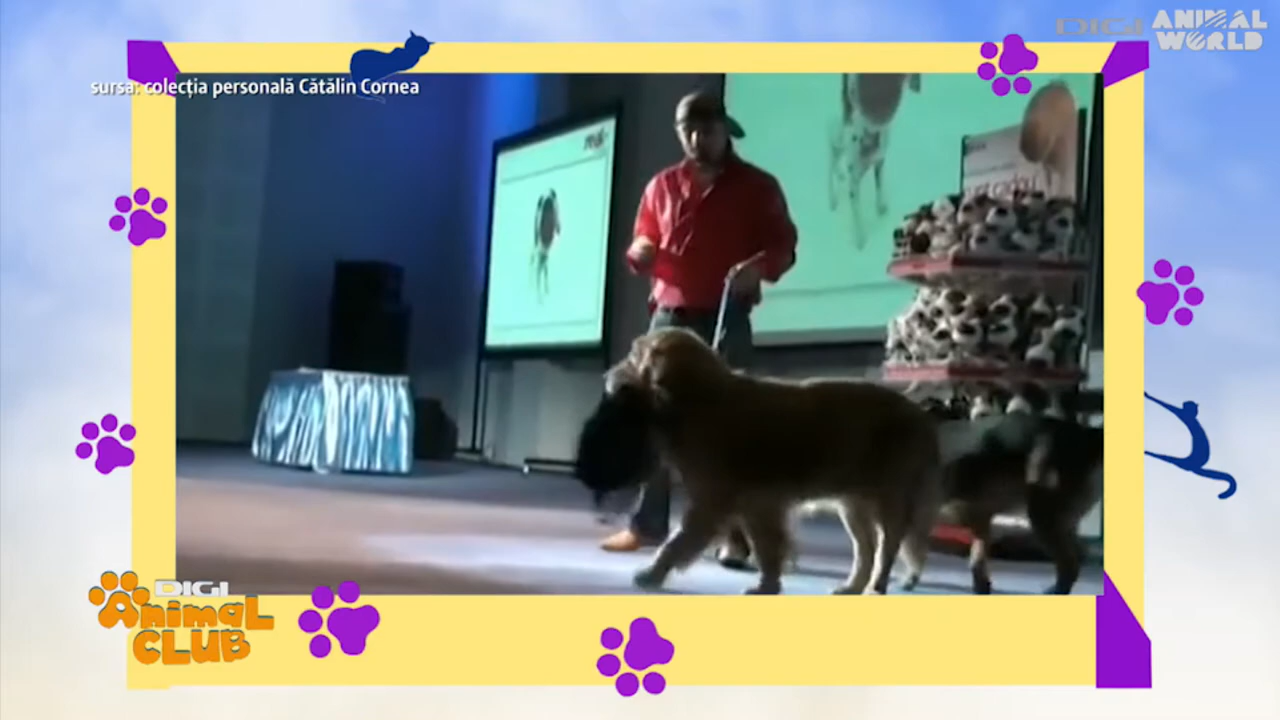 DIGI ANIMAL
WORLD
sursa: colecția personală Cătălin Cornea
DIGI
AnimaL
CLUB